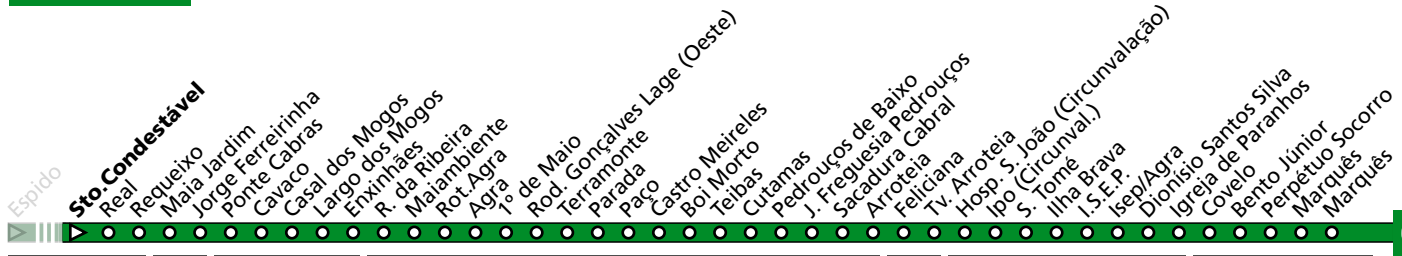 Espido
Sto.Condestável
Real
Requeixo
Maia Jardim
Jorge Ferreirinha
Ponte Cabras
Cavaco
Casal dos Mogos
Largo dos Mogos
Enxinhães
R. da Ribeira
Maiambiente
Rot.Agra
Agra
1º de Maio
Rod. Gonçalves Lage (Oeste)
Terramonte
Parada
Paço
Castro Meireles
Boi Morto
Teibas
Cutamas
Pedrouços de Baixo
J. Freguesia Pedrouços
Sacadura Cabral
Arroteia
Feliciana
Tv. Arroteia
Hosp. S. João (Circunvalação)
Ipo (Circunval.)
S. Tomé
Ilha Brava
I.S.E.P.
Isep/Agra
Dionisio Santos Silva
Igreja de Paranhos
Covelo
Bento Júnior
Perpétuo Socorro
Marquês
Marquês